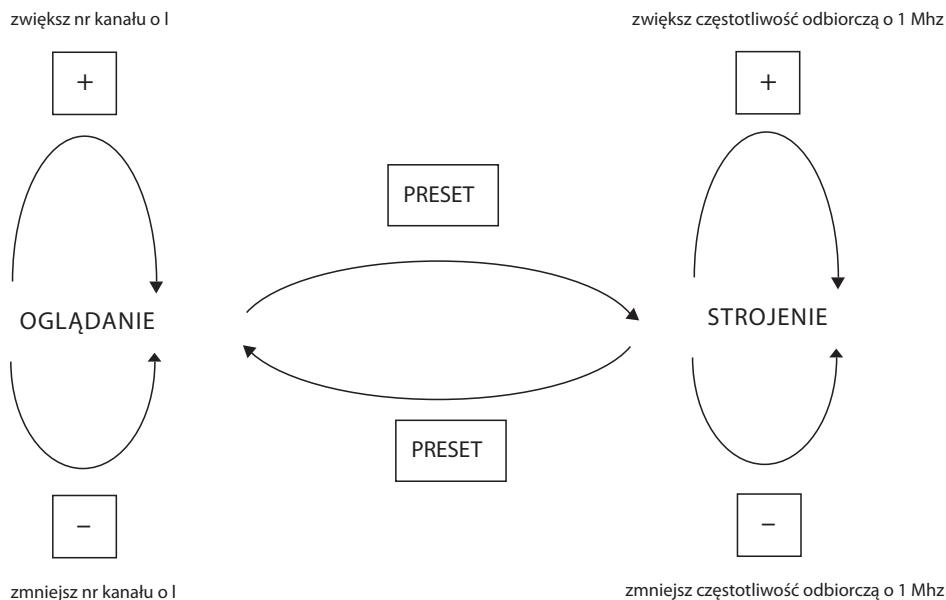 zwiększ nr kanału o l
zwiększ częstotliwość odbiorczą o 1 Mhz
+
+
PRESET
OGLĄDANIE
STROJENIE
PRESET
–
–
zmniejsz nr kanału o l
zmniejsz częstotliwość odbiorczą o 1 Mhz